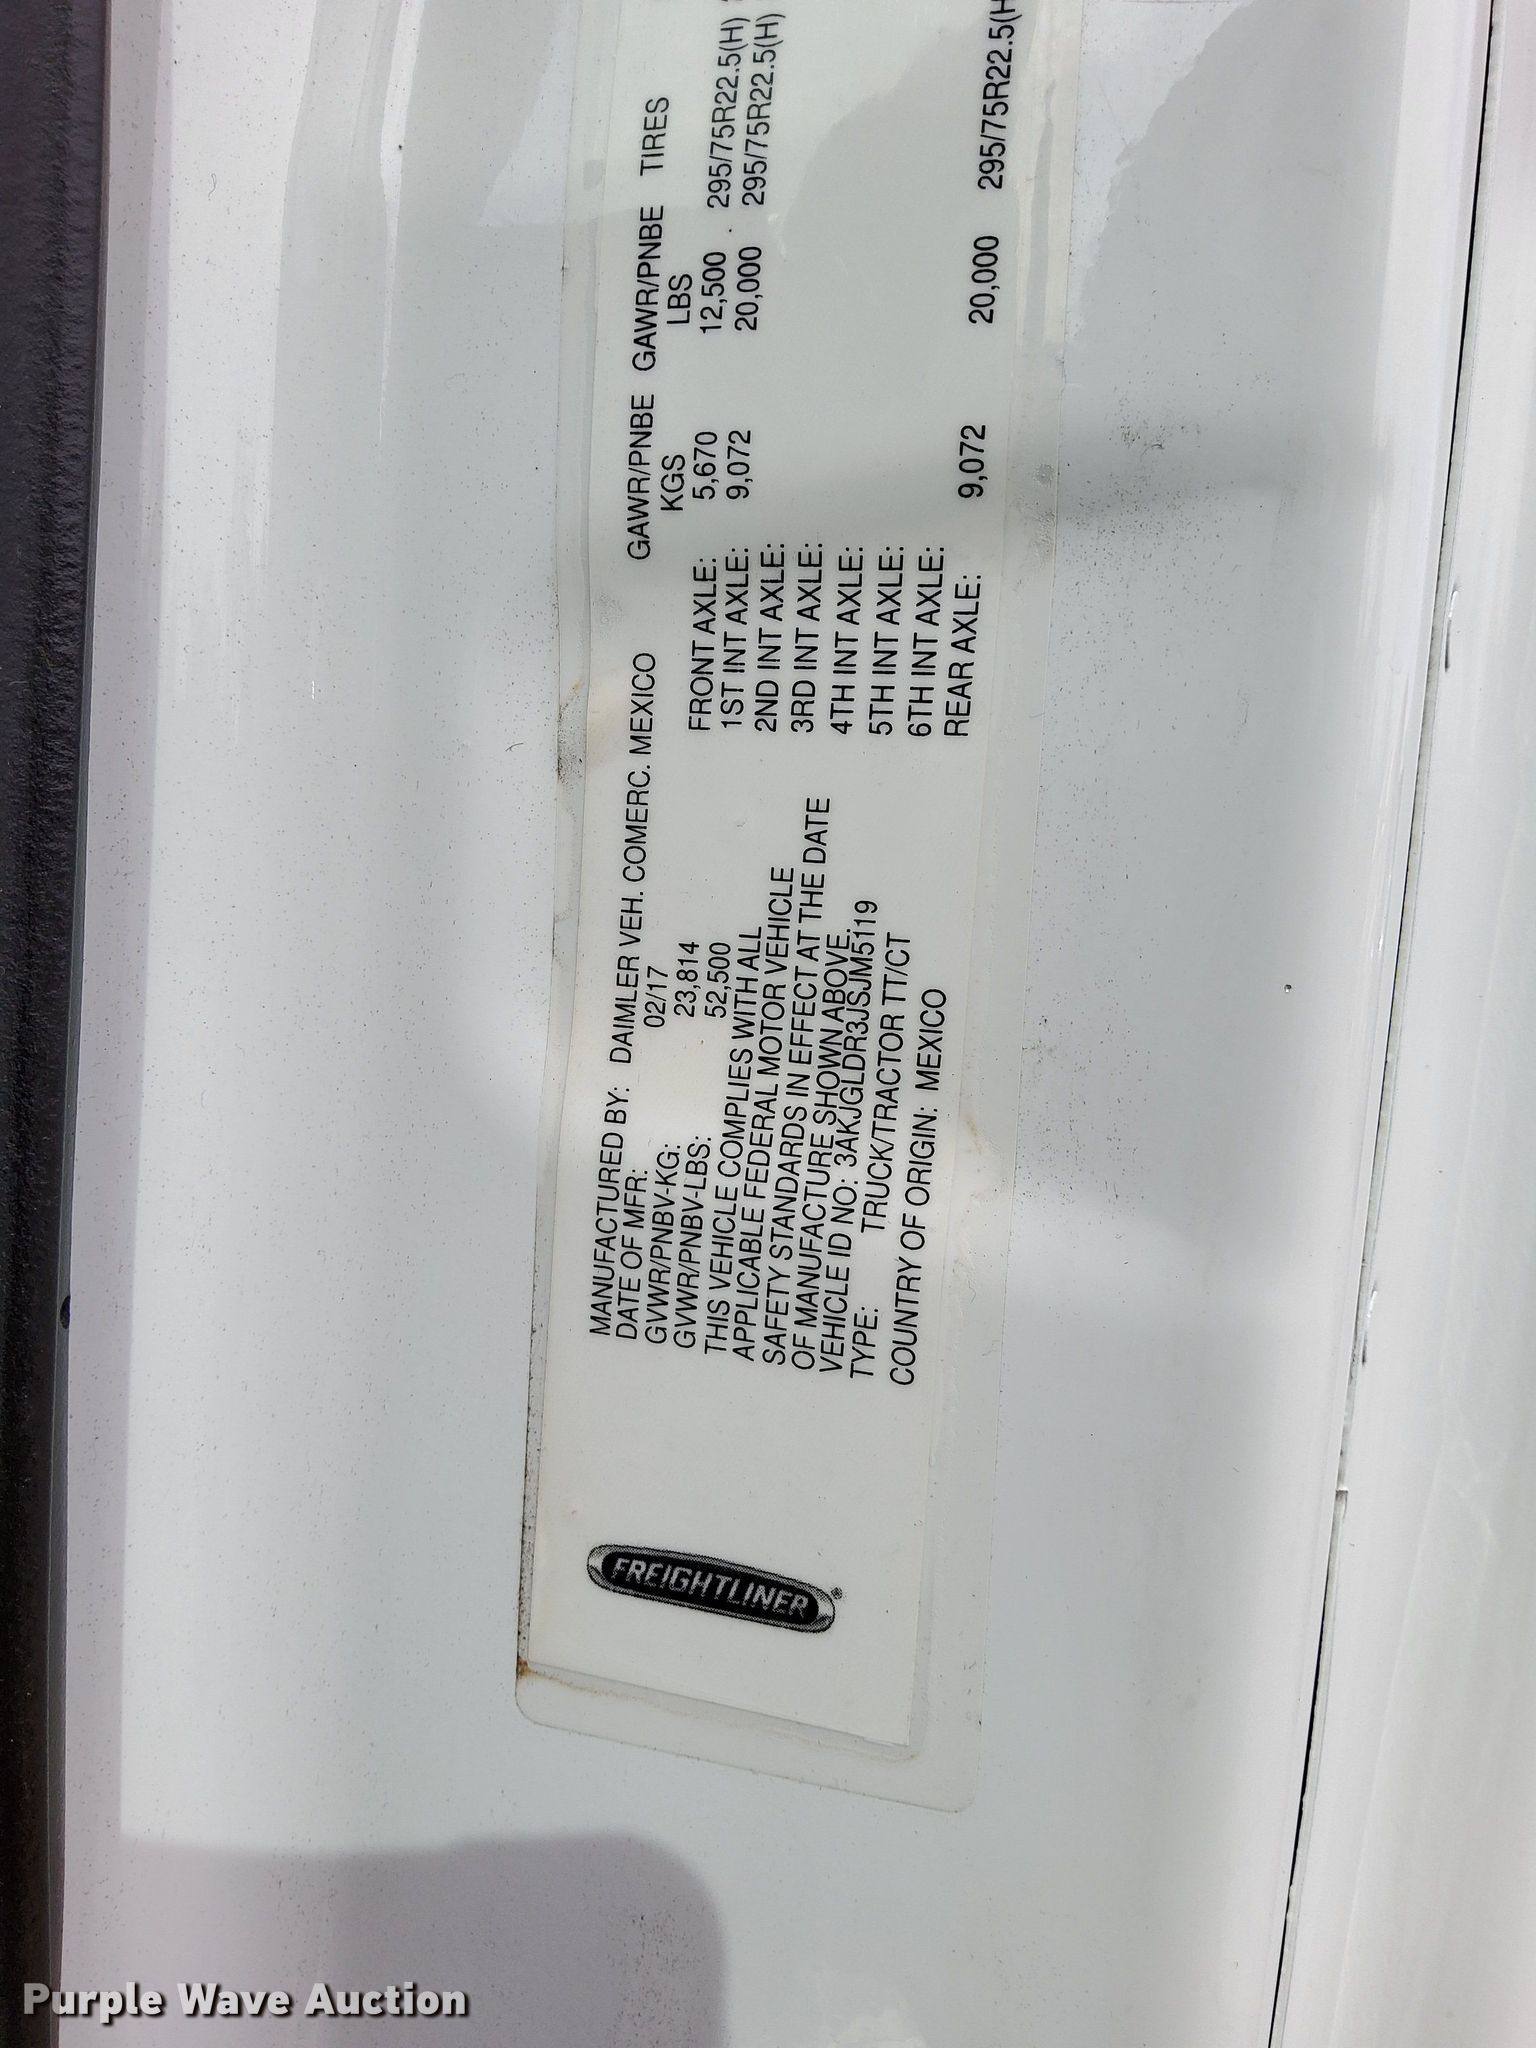 FREIGHTLINER®
MANUFACTURED BY: DAIMLER VEH. COMERC. MEXICO
DATE OF MFR: 02/17
GVWR/PNBV-KG: 23,814
GVWR/PNBV-LBS: 52,500
THIS VEHICLE COMPLIES WITH ALL
APPLICABLE FEDERAL MOTOR VEHICLE
SAFETY STANDARDS IN EFFECT AT THE DATE
OF MANUFACTURE SHOWN ABOVE.
VEHICLE ID NO: 3AKJGLDR3JSJM5119
TYPE: TRUCK/TRACTOR TT/CT
COUNTRY OF ORIGIN: MEXICO
GAWR/PNBE GAWR/PNBE TIRES
KGS LBS
FRONT AXLE: 5,670 12,500 295/75R22.5(H)
1ST INT AXLE: 9,072 20,000 295/75R22.5(H)
2ND INT AXLE:
3RD INT AXLE:
4TH INT AXLE:
5TH INT AXLE:
6TH INT AXLE:
REAR AXLE: 9,072 20,000 295/75R22.5(H
Purple Wave Auction